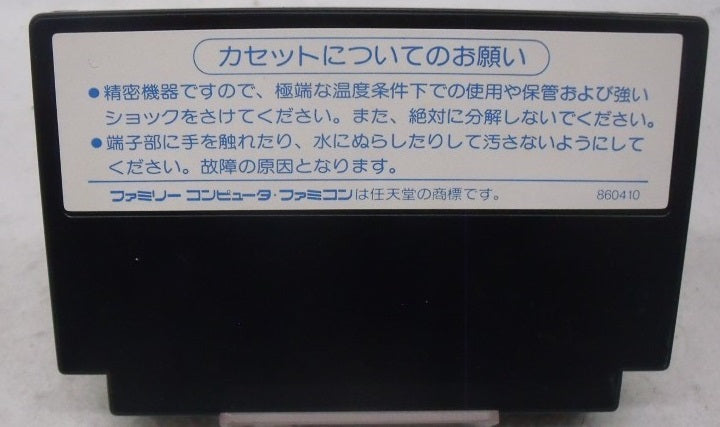 カセットについてのお願い
●精密機器ですので、極端な温度条件下での使用や保管および強い
ショックをさけてください。また、絶対に分解しないでください。
●端子部に手を触れたり、水にぬらしたりして汚さないようにして
ください。故障の原因となります。
ファミリーコンピュータ・ファミコンは任天堂の商標です。 860410